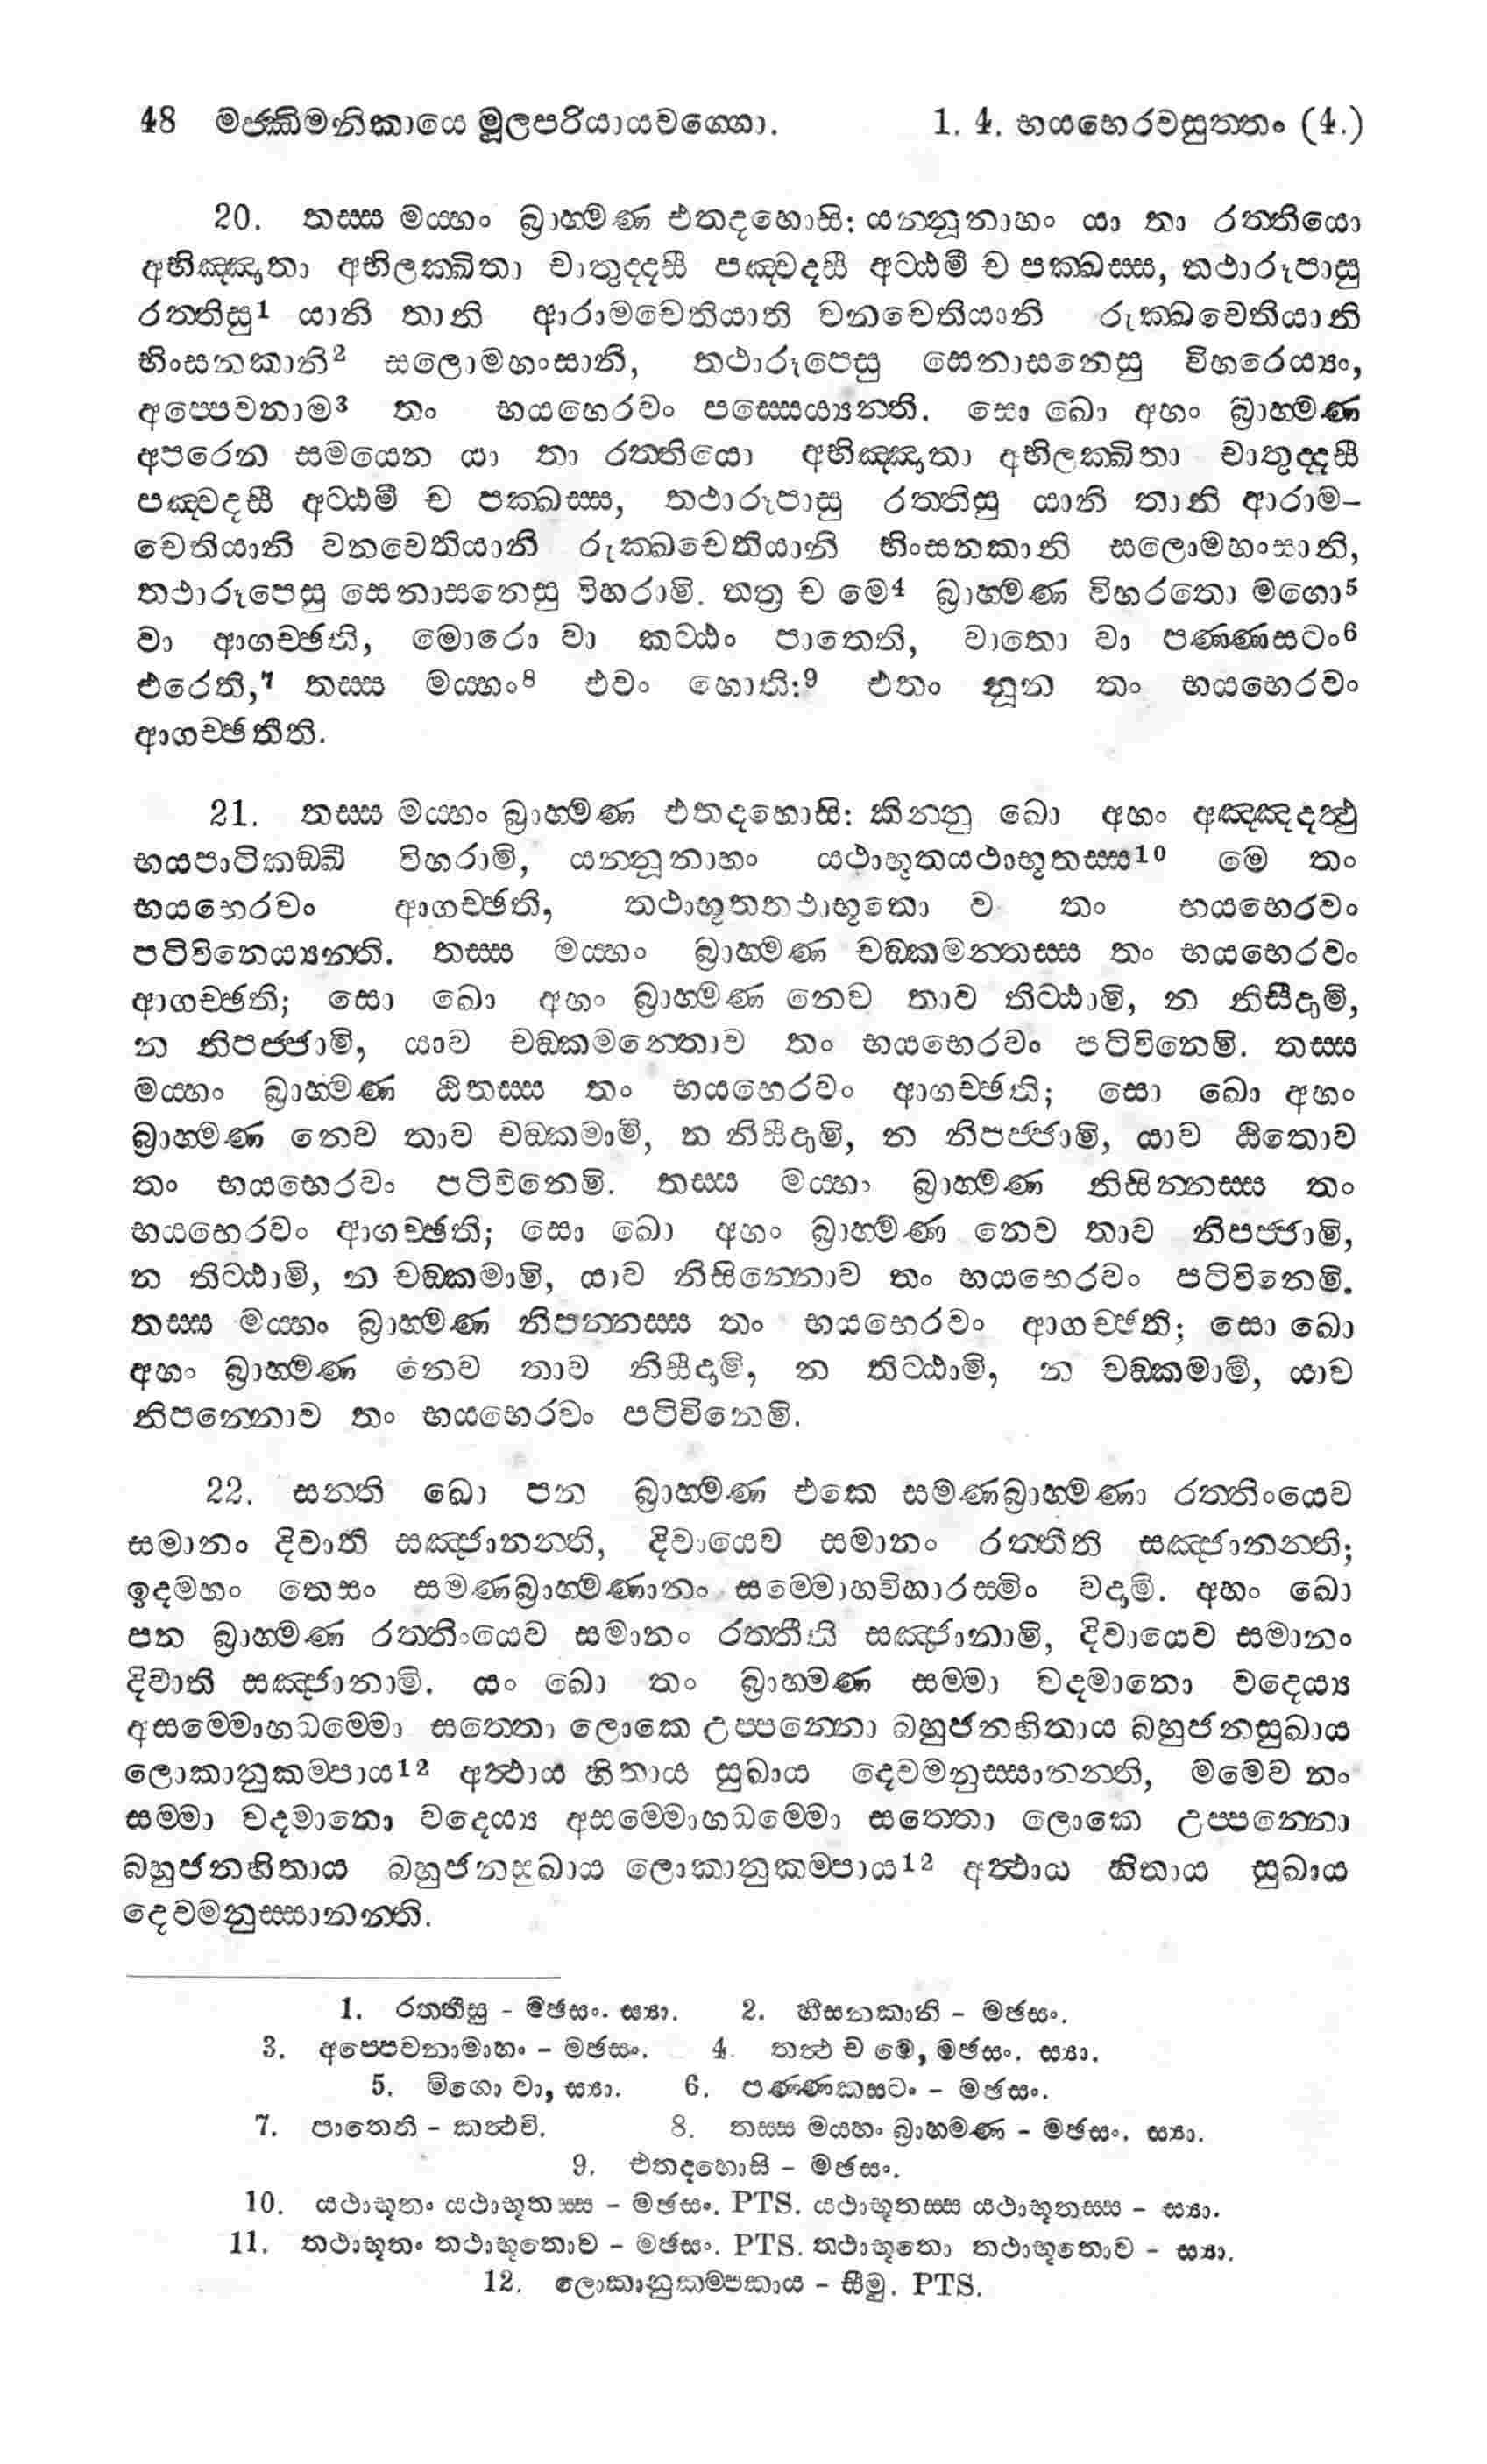 48 මජ්ඣිමනිකායෙ මූලපරියායවග්ගො. 1. 4. භයභෙරවසුත්තං (4.)
20. තස්ස මය්හං බ්‍රාහ්මණ එතදහොසි: යන්නූනාහං යා තා රත්තියො
අභිඤ්ඤාතා අභිලක්ඛිතා චාතුද්දසී පඤ්චදසී අට්ඨමී ච පක්ඛස්ස, තථාරූපාසු
රත්තිසු1 යානි තානි ආරාමචෙතියානි වනචෙතියානි රුක්ඛචෙතියානි
භිංසනකානි2 සලොමහංසානි, තථාරූපෙසු සෙනාසනෙසු විහරෙය්‍යං,
අප්පෙවනාම3 තං භයභෙරවං පස්සෙය්‍යන්ති. සො ඛො අහං බ්‍රාහ්මණ
අපරෙන සමයෙන යා තා රත්තියො අභිඤ්ඤාතා අභිලක්ඛිතා චාතුද්දසී
පඤ්චදසී අට්ඨමී ච පක්ඛස්ස, තථාරූපාසු රත්තිසු යානි තානි ආරාම-
චෙතියානි වනචෙතියානි රුක්ඛචෙතියානි භිංසනකානි සලොමහංසානි,
තථාරූපෙසු සෙනාසනෙසු විහරාමි. තත්‍ර ච මෙ4 බ්‍රාහ්මණ විහරතො මගො5
වා ආගච්ඡති, මොරො වා කට්ඨං පාතෙති, වාතො වා පණ්ණසටං6
එරෙති,7 තස්ස මය්හං8 එවං හොති:9 එතං නූන තං භයභෙරවං
ආගච්ඡතීති.
21. තස්ස මය්හං බ්‍රාහ්මණ එතදහොසි: කින්නු ඛො අහං අඤ්ඤදත්ථු
භයපාටිකඞ්ඛී විහරාමි, යන්නූනාහං යථාභූතයථාභූතස්ස10 මෙ තං
භයභෙරවං ආගච්ඡති, තථාභූතතථාභූතො ව තං භයභෙරවං
පටිවිනෙය්‍යන්ති. තස්ස මය්හං බ්‍රාහ්මණ චඞ්කමන්තස්ස තං භයභෙරවං
ආගච්ඡති; සො ඛො අහං බ්‍රාහ්මණ නෙව තාව තිට්ඨාමි, න නිසීදාමි,
න නිපජ්ජාමි, යාව චඞ්කමන්තොව තං භයභෙරවං පටිවිනෙමි. තස්ස
මය්හං බ්‍රාහ්මණ ඨිතස්ස තං භයභෙරවං ආගච්ඡති; සො ඛො අහං
බ්‍රාහ්මණ නෙව තාව චඞ්කමාමි, න නිසීදාමි, න නිපජ්ජාමි, යාව ඨිතොව
තං භයභෙරවං පටිවිනෙමි. තස්ස මය්හං බ්‍රාහ්මණ නිසින්නස්ස තං
භයභෙරවං ආගච්ඡති; සො ඛො අහං බ්‍රාහ්මණ නෙව තාව නිපජ්ජාමි,
න තිට්ඨාමි, න චඞ්කමාමි, යාව නිසින්නොව තං භයභෙරවං පටිවිනෙමි.
තස්ස මය්හං බ්‍රාහ්මණ නිපන්නස්ස තං භයභෙරවං ආගච්ඡති; සො ඛො
අහං බ්‍රාහ්මණ නෙව තාව නිසීදාමි, න තිට්ඨාමි, න චඞ්කමාමි, යාව
නිපන්නොව තං භයභෙරවං පටිවිනෙමි.
22. සන්ති ඛො පන බ්‍රාහ්මණ එකෙ සමණබ්‍රාහ්මණා රත්තිංයෙව
සමානං දිවාති සඤ්ජානන්ති, දිවායෙව සමානං රත්තීති සඤ්ජානන්ති;
ඉදමහං තෙසං සමණබ්‍රාහ්මණානං සම්මොහවිහාරස්මිං වදාමි. අහං ඛො
පන බ්‍රාහ්මණ රත්තිංයෙව සමානං රත්තීති සඤ්ජානාමි, දිවායෙව සමානං
දිවාති සඤ්ජානාමි. යං ඛො තං බ්‍රාහ්මණ සම්මා වදමානො වදෙය්‍ය
අසම්මොහධම්මො සත්තො ලොකෙ උප්පන්නො බහුජනහිතාය බහුජනසුඛාය
ලොකානුකම්පාය12 අත්ථාය හිතාය සුඛාය දෙවමනුස්සානන්ති, මමෙව තං
සම්මා වදමානො වදෙය්‍ය අසම්මොහධම්මො සත්තො ලොකෙ උප්පන්නො
බහුජනහිතාය බහුජනසුඛාය ලොකානුකම්පාය12 අත්ථාය හිතාය සුඛාය
දෙවමනුස්සානන්ති.
1. රත්තීසු - මඡසං. ස්‍යා. 2. භීසනකානි - මඡසං.
3. අප්පෙවනාමාහං - මඡසං. 4. තත්ථ ච මෙ, මඡසං. ස්‍යා.
5. මිගො වා, ස්‍යා. 6. පණ්ණකසටං - මඡසං.
7. පාතෙති - කත්ථචි. 8. තස්ස මය්හං බ්‍රාහ්මණ - මඡසං. ස්‍යා.
9. එතදහොසි - මඡසං.
10. යථාභූතං යථාභූතස්ස - මඡසං. PTS. යථාභූතස්ස යථාභූතස්ස - ස්‍යා.
11. තථාභූතං තථාභූතොව - මඡසං. PTS. තථාභූතො තථාභූතොව - ස්‍යා.
12. ලොකානුකම්පකාය - සීමු. PTS.